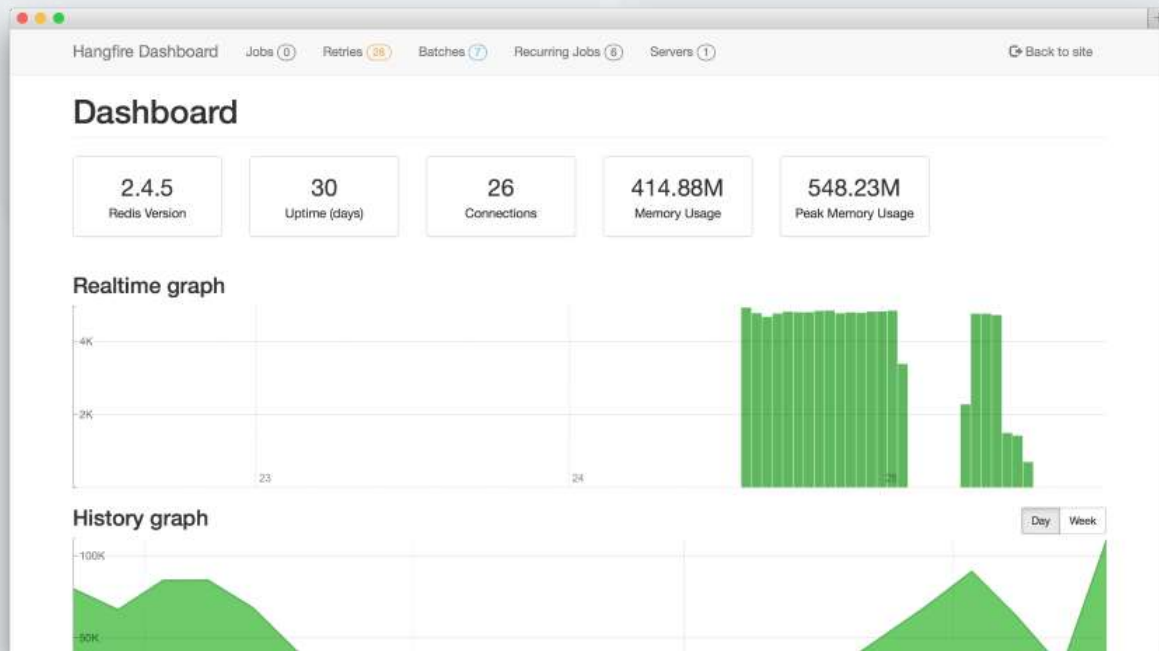 Hangfire Dashboard Jobs 0 Retries 28 Batches 7 Recurring Jobs 6 Servers 1 Back to site
Dashboard
2.4.5 30 26 414.88M 548.23M
Redis Version Uptime (days) Connections Memory Usage Peak Memory Usage
Realtime graph
4K
2K
23 24
History graph Day Week
100K
50K